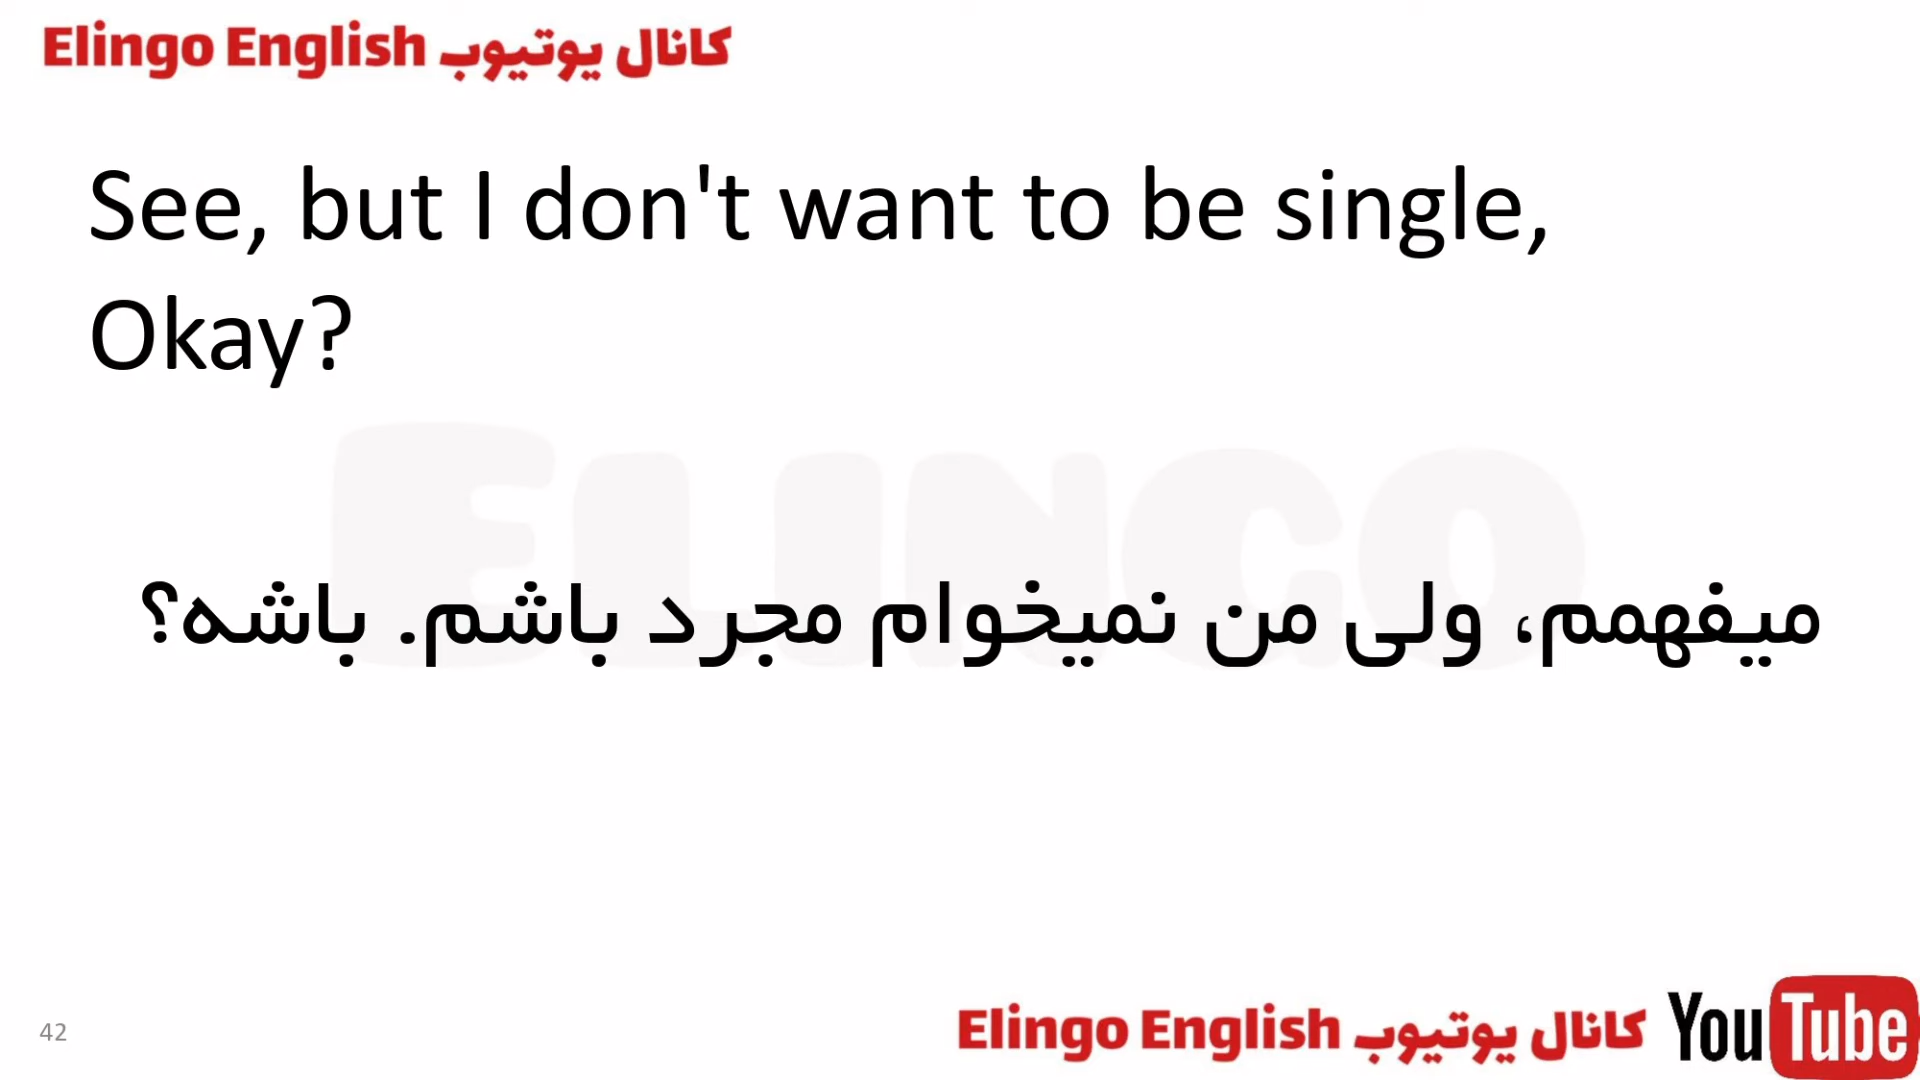 Elingo English کانال یوتیوب
See, but I don't want to be single,
Okay?
ELINGO
میفهمم، ولی من نمیخوام مجرد باشم. باشه؟
42
Elingo English کانال یوتیوب YouTube